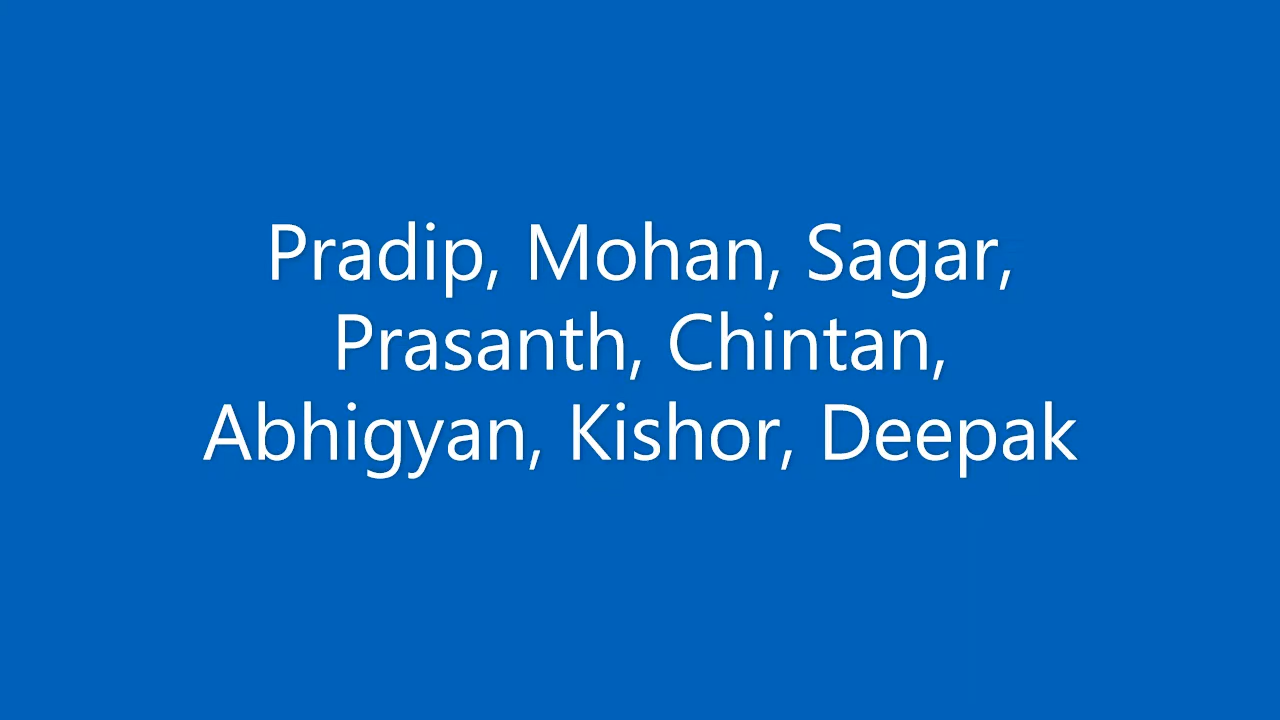 Pradip, Mohan, Sagar,
Prasanth, Chintan,
Abhigyan, Kishor, Deepak